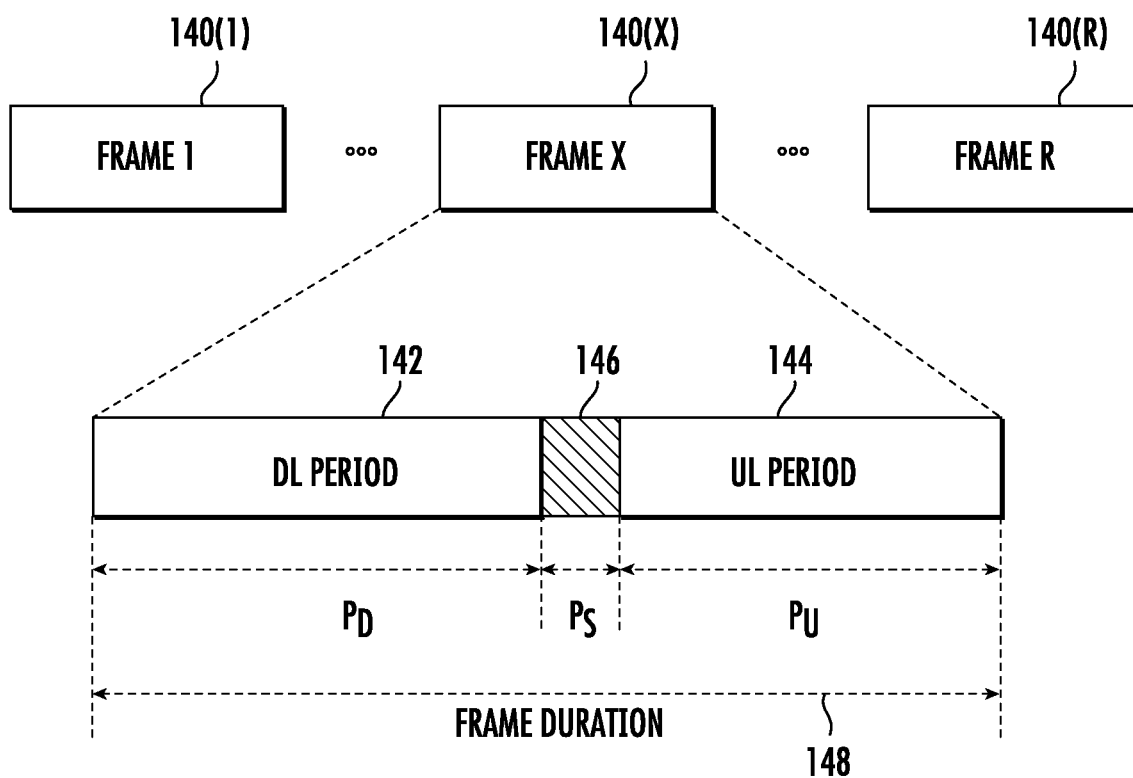 140(1) 140(X) 140(R)
FRAME 1 ooo FRAME X ooo FRAME R
142 146 144
DL PERIOD UL PERIOD
PD PS PU
FRAME DURATION
148